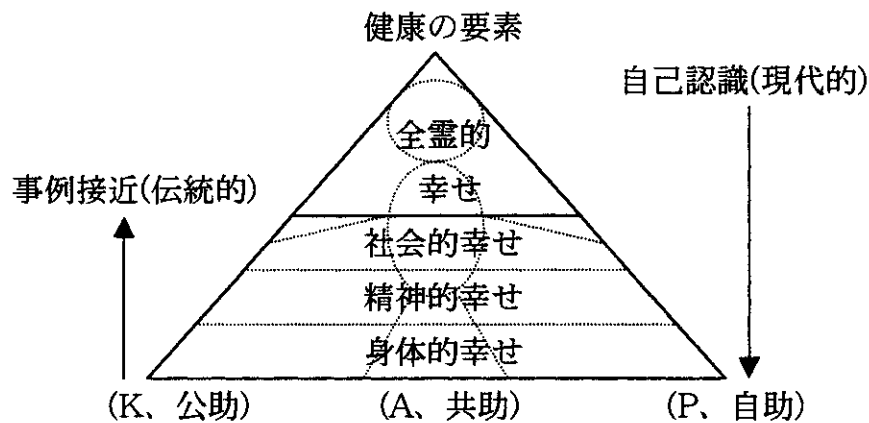 健康の要素
自己認識(現代的)
全霊的
幸せ
事例接近(伝統的)
社会的幸せ
精神的幸せ
身体的幸せ
(K、公助)
(A、共助)
(P、自助)